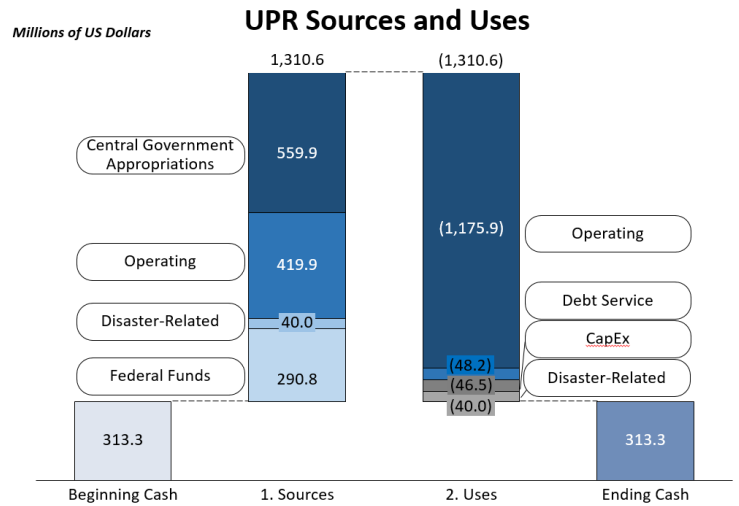 UPR Sources and Uses
Millions of US Dollars
1,310.6
(1,310.6)
Central Government
Appropriations
559.9
(1,175.9)
Operating
Operating
419.9
Debt Service
Disaster-Related
40.0
CapEx
(48.2)
Federal Funds
290.8
(46.5)
Disaster-Related
(40.0)
313.3
313.3
Beginning Cash
1. Sources
2. Uses
Ending Cash